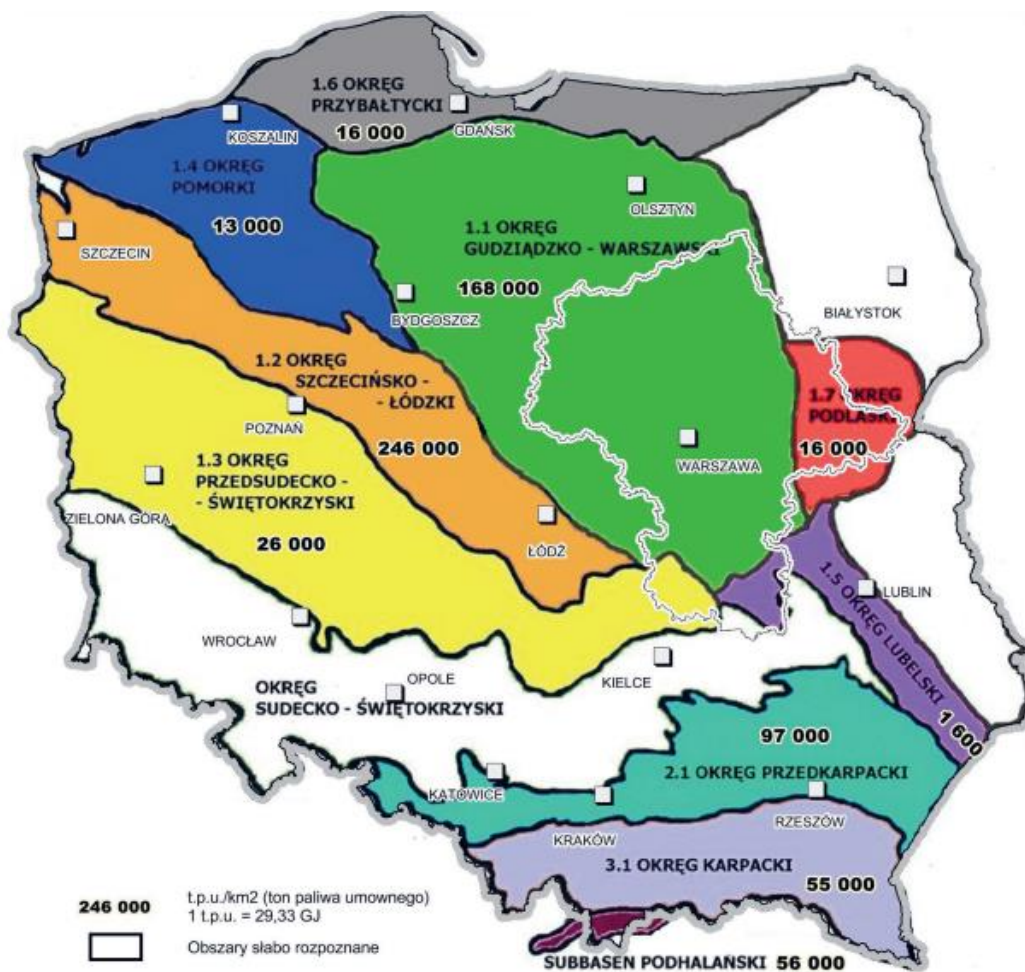 1.6 OKRĘG
PRZYBAŁTYCKI
16 000
GDAŃSK
KOSZALIN
1.4 OKRĘG
POMORKI
13 000
OLSZTYN
1.1 OKRĘG
GUDZIĄDZKO - WARSZAWSKI
168 000
SZCZECIN
BYDGOSZCZ
BIAŁYSTOK
1.2 OKRĘG
SZCZECIŃSKO -
- ŁÓDZKI
246 000
1.7 OKRĘG
PODLASKI
16 000
POZNAŃ
WARSZAWA
1.3 OKRĘG
PRZEDSUDECKO -
- ŚWIĘTOKRZYSKI
26 000
ZIELONA GÓRA
ŁÓDŹ
1.5 OKRĘG LUBELSKI
1 600
LUBLIN
WROCŁAW
OPOLE
KIELCE
OKRĘG
SUDECKO - ŚWIĘTOKRZYSKI
97 000
2.1 OKRĘG PRZEDKARPACKI
KATOWICE
KRAKÓW
RZESZÓW
3.1 OKRĘG KARPACKI
55 000
246 000
t.p.u./km2 (ton paliwa umownego)
1 t.p.u. = 29,33 GJ
Obszary słabo rozpoznane
SUBBASEN PODHALAŃSKI 56 000